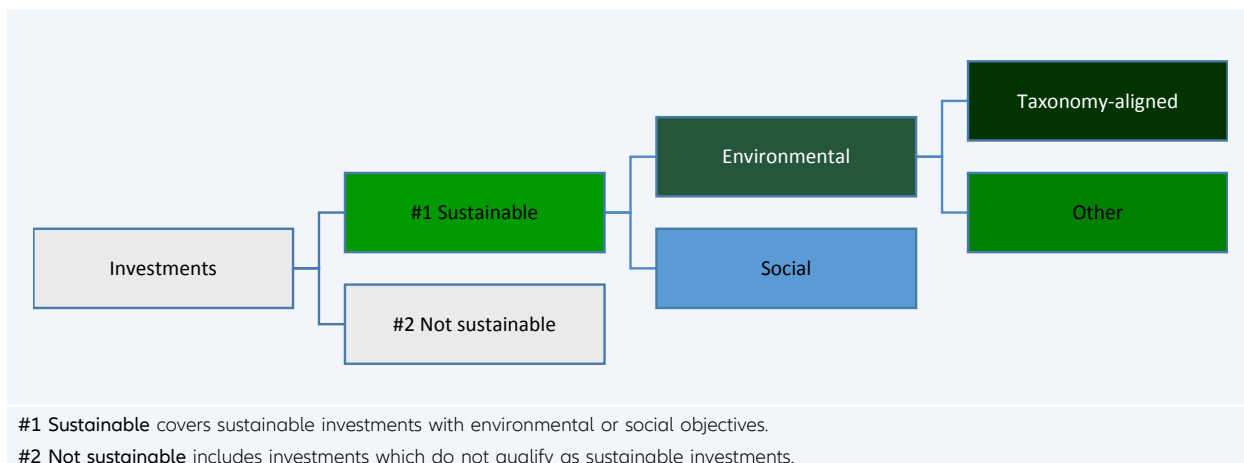 Taxonomy-aligned
Environmental
#1 Sustainable
Other
Investments
Social
#2 Not sustainable
#1 Sustainable covers sustainable investments with environmental or social objectives.
#2 Not sustainable includes investments which do not qualify as sustainable investments.